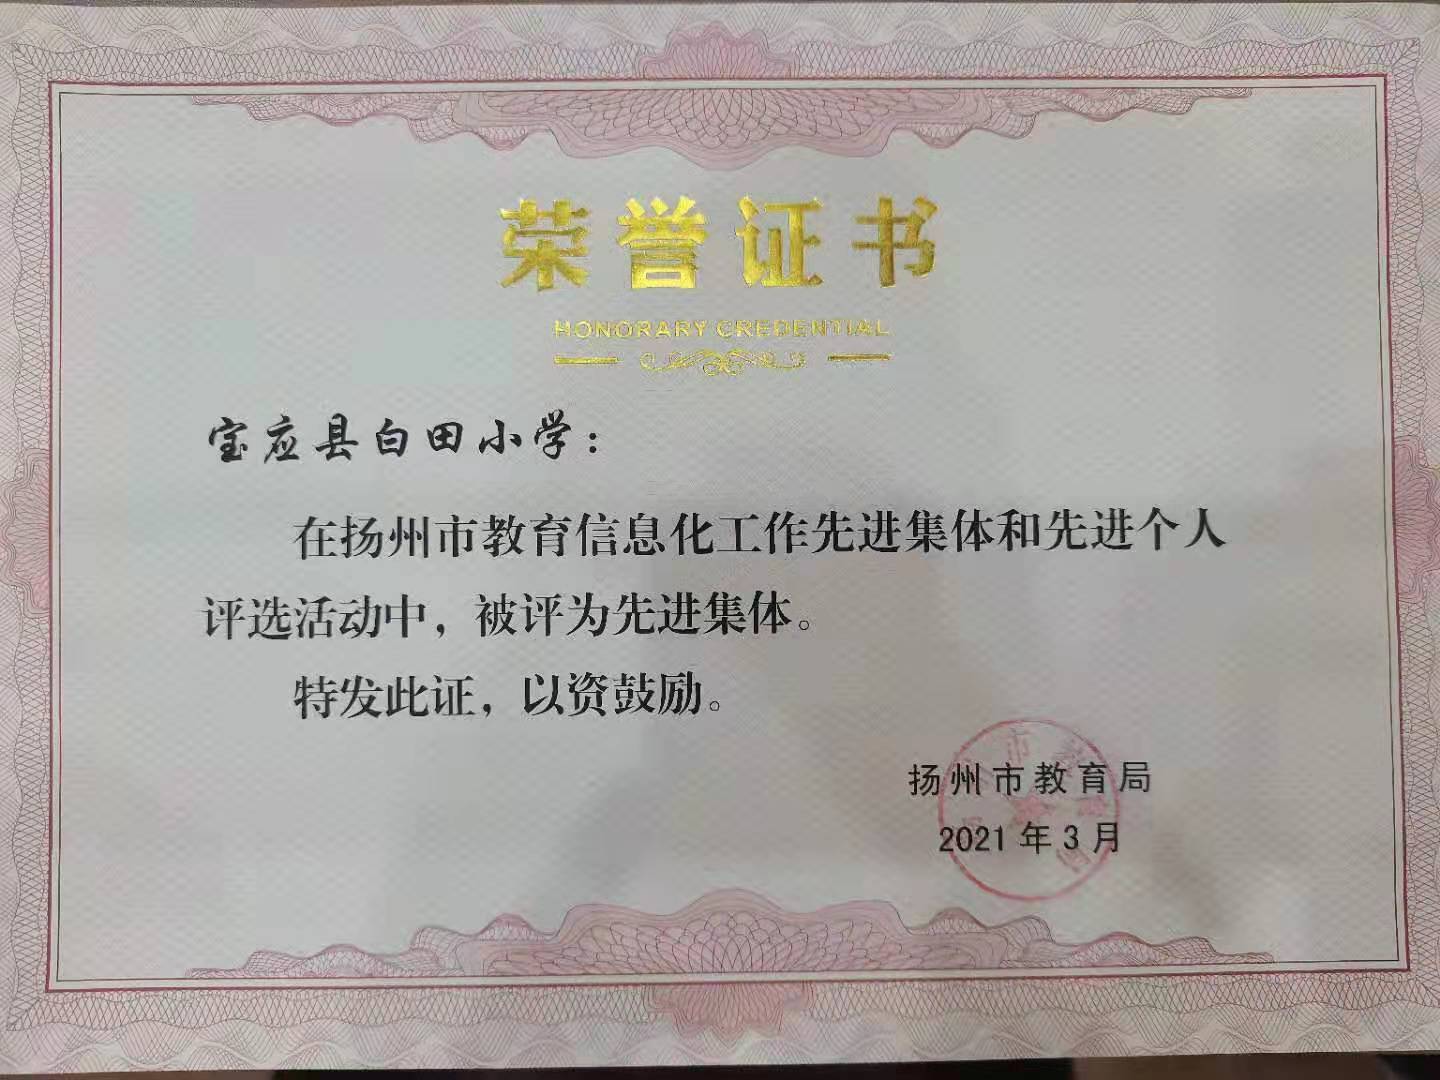 荣誉证书
HONORARY CREDENTIAL
宝应县白田小学：
在扬州市教育信息化工作先进集体和先进个人
评选活动中，被评为先进集体。
特发此证，以资鼓励。
扬州市教育局
2021年3月